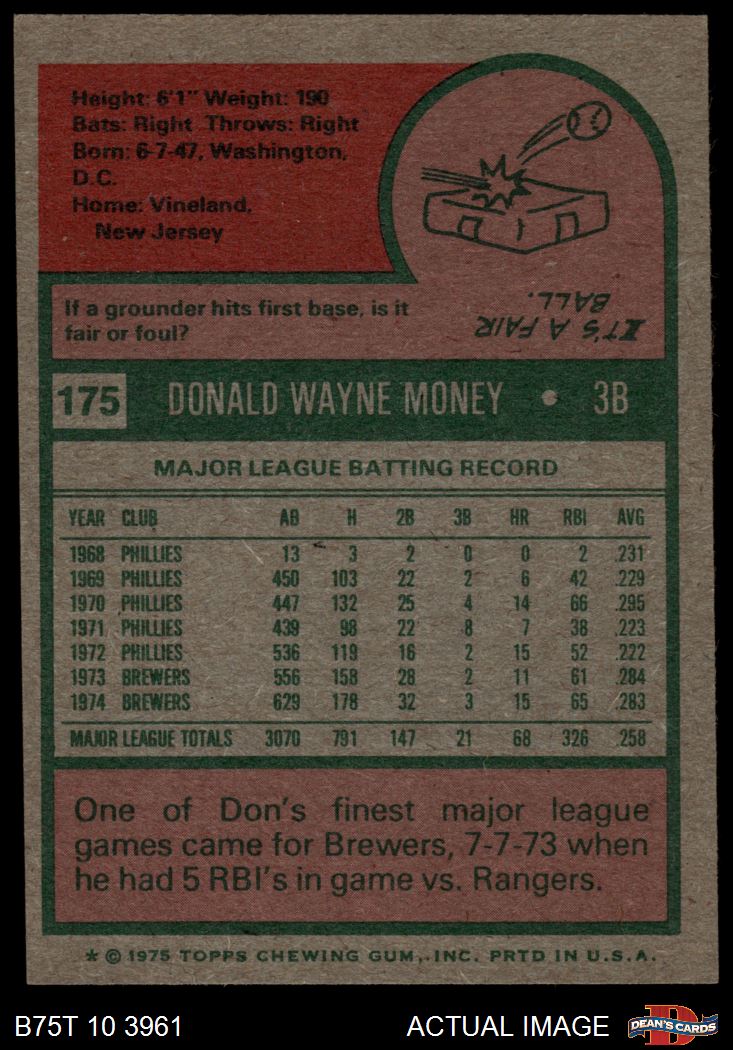 Height: 6'1" Weight: 190
Bats: Right Throws: Right
Born: 6-7-47, Washington,
D.C.
Home: Vineland,
New Jersey
If a grounder hits first base, is it
fair or foul?
IT'S A FAIR
BALL.
175 DONALD WAYNE MONEY • 3B
MAJOR LEAGUE BATTING RECORD
YEAR CLUB AB H 2B 3B HR RBI AVG
1968 PHILLIES 13 3 2 0 0 2 .231
1969 PHILLIES 450 103 22 2 6 42 .229
1970 PHILLIES 447 132 25 4 14 66 .295
1971 PHILLIES 439 98 22 8 7 38 .223
1972 PHILLIES 536 119 16 2 15 52 .222
1973 BREWERS 556 158 28 2 11 61 .284
1974 BREWERS 629 178 32 3 15 65 .283
MAJOR LEAGUE TOTALS 3070 791 147 21 68 326 .258
One of Don's finest major league
games came for Brewers, 7-7-73 when
he had 5 RBI's in game vs. Rangers.
* © 1975 TOPPS CHEWING GUM, INC. PRTD IN U.S.A.
B75T 10 3961 ACTUAL IMAGE D DEAN'S CARDS